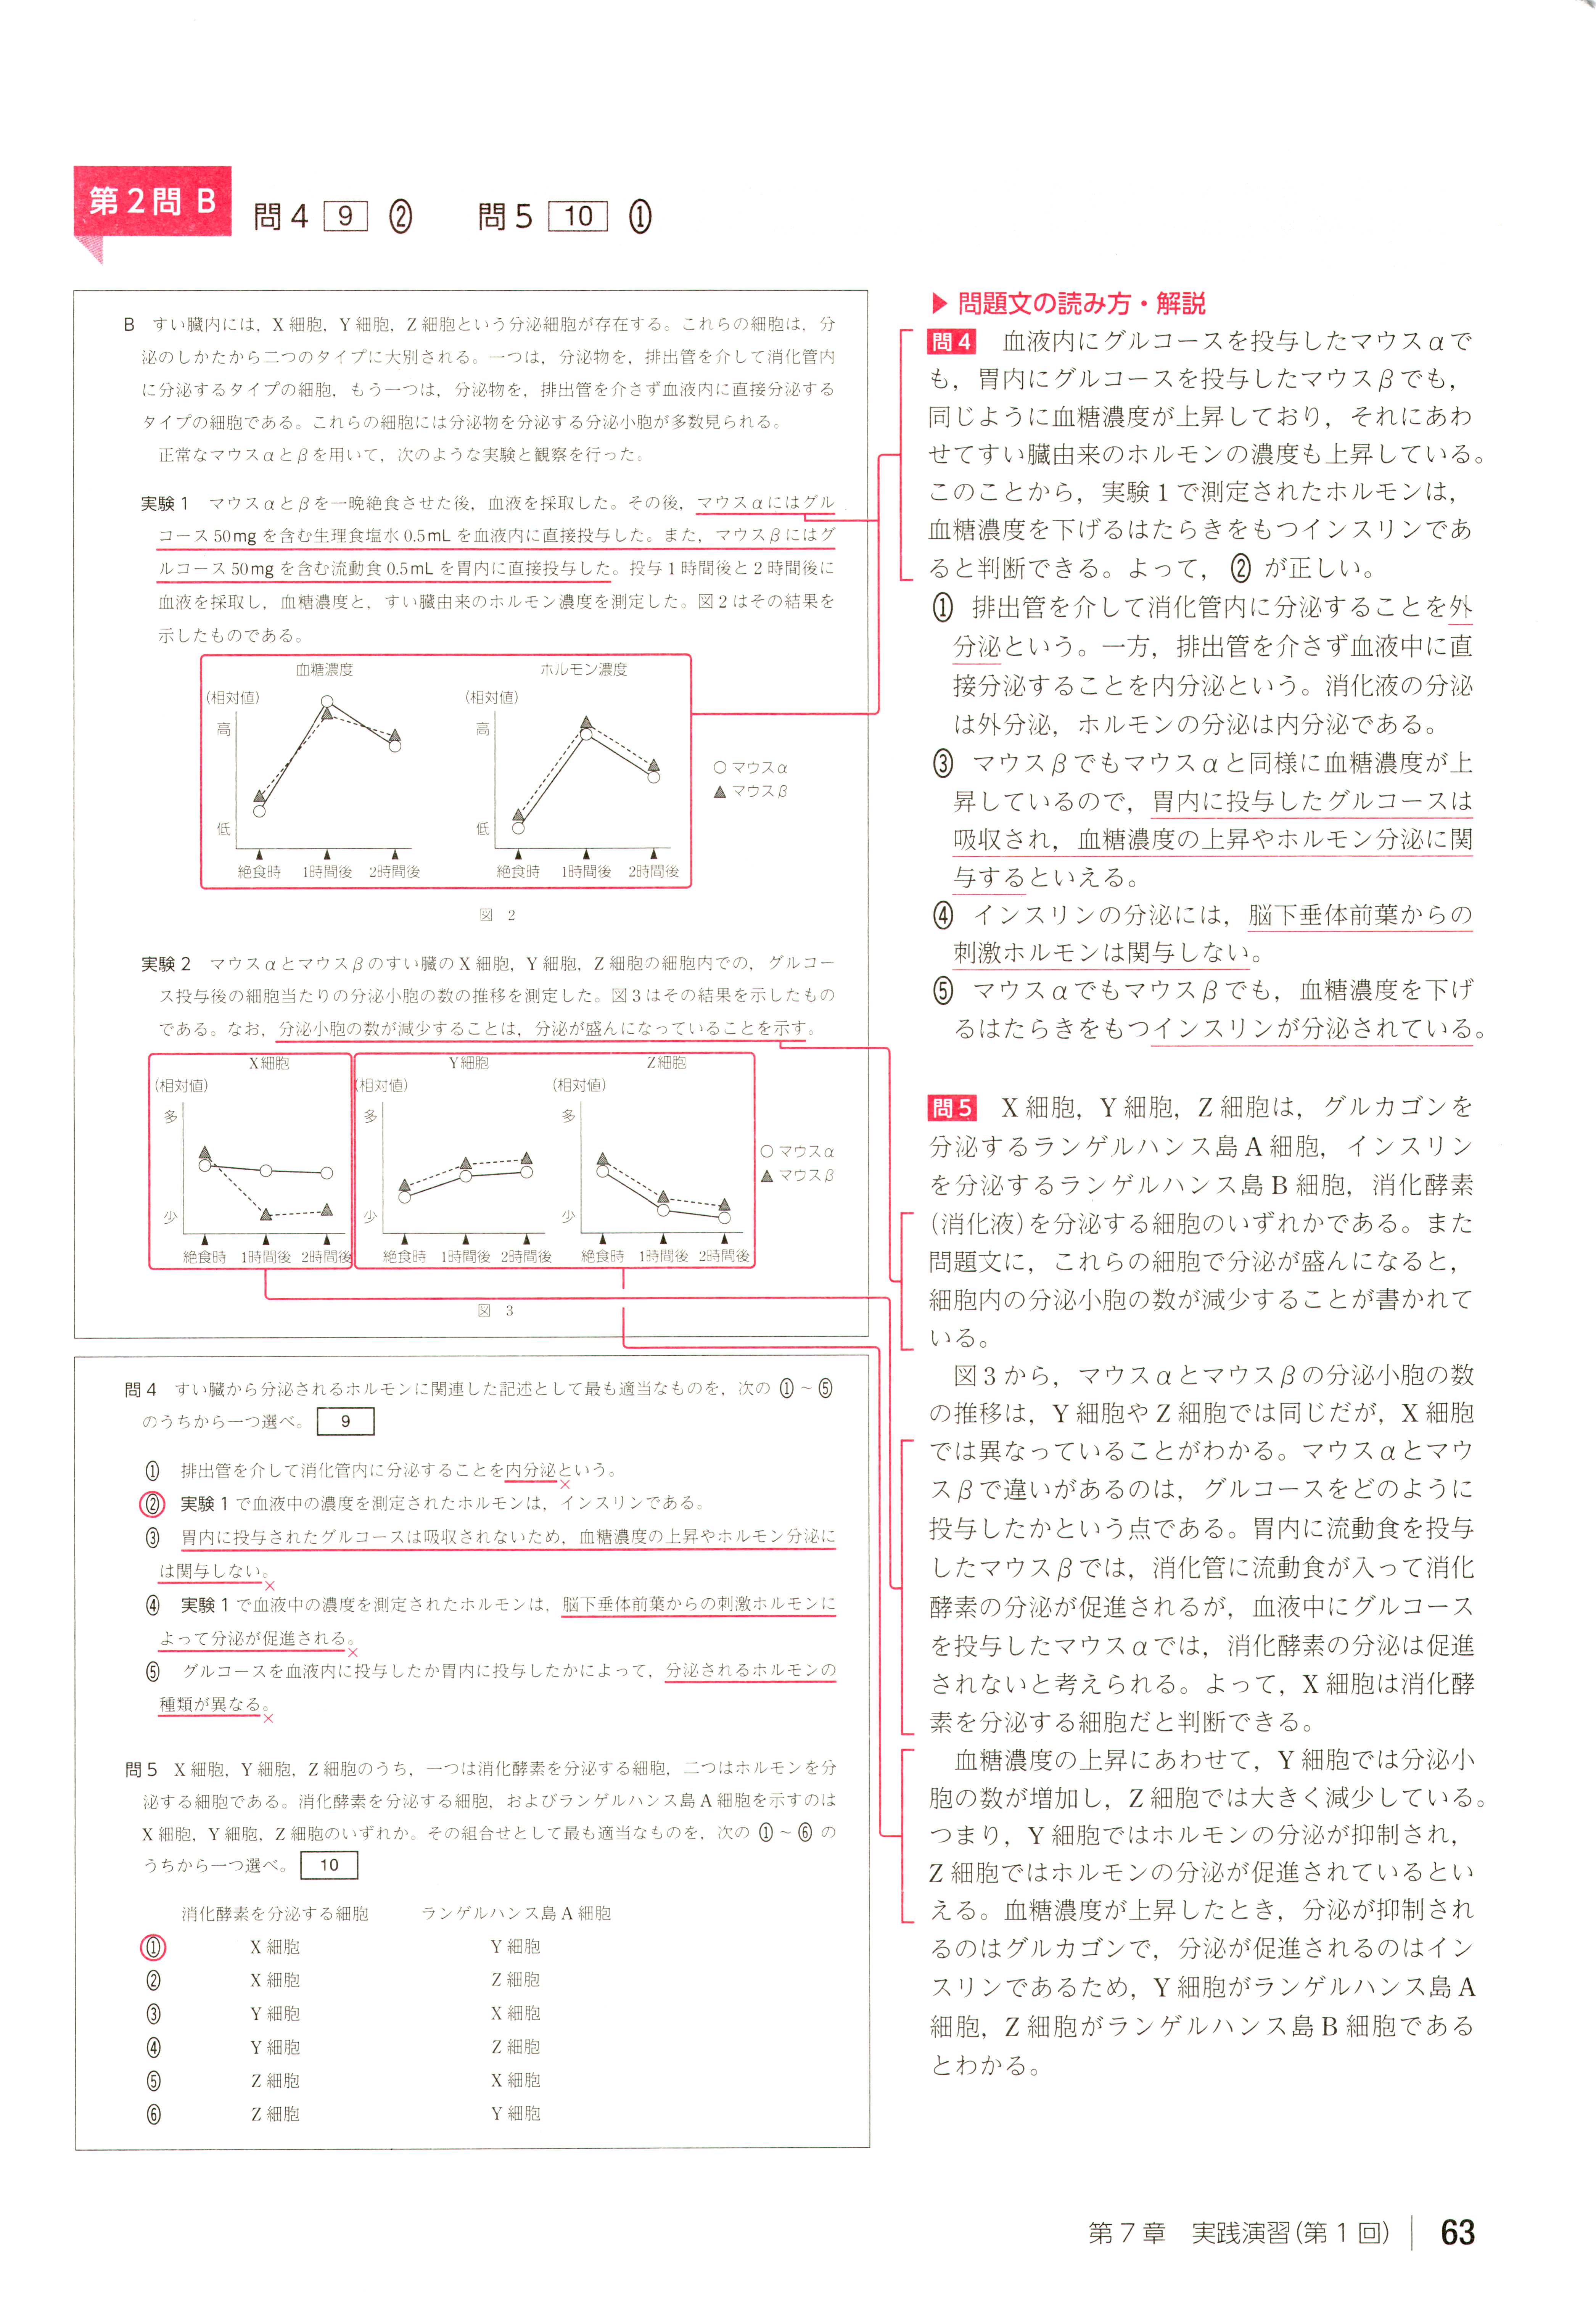 第2問 B
問4 9 ② 問5 10 ①
B すい臓内には，X細胞，Y細胞，Z細胞という分泌細胞が存在する。これらの細胞は，分
泌のしかたから二つのタイプに大別される。一つは，分泌物を，排出管を介して消化管内
に分泌するタイプの細胞，もう一つは，分泌物を，排出管を介さず血液内に直接分泌する
タイプの細胞である。これらの細胞には分泌物を分泌する分泌小胞が多数見られる。
正常なマウスαとβを用いて，次のような実験と観察を行った。
実験1 マウスαとβを一晩絶食させた後，血液を採取した。その後，マウスαにはグル
コース50mgを含む生理食塩水0.5mLを血液内に直接投与した。また，マウスβにはグ
ルコース50mgを含む流動食0.5mLを胃内に直接投与した。投与1時間後と2時間後に
血液を採取し，血糖濃度と，すい臓由来のホルモン濃度を測定した。図2はその結果を
示したものである。
血糖濃度
(相対値)
高
低
絶食時 1時間後 2時間後
ホルモン濃度
(相対値)
高
低
絶食時 1時間後 2時間後
○マウスα
▲マウスβ
図 2
実験2 マウスαとマウスβのすい臓のX細胞，Y細胞，Z細胞の細胞内での，グルコー
ス投与後の細胞当たりの分泌小胞の数の推移を測定した。図3はその結果を示したもの
である。なお，分泌小胞の数が減少することは，分泌が盛んになっていることを示す。
X細胞
(相対値)
多
少
絶食時 1時間後 2時間後
Y細胞
(相対値)
多
少
絶食時 1時間後 2時間後
Z細胞
(相対値)
多
少
絶食時 1時間後 2時間後
○マウスα
▲マウスβ
図 3
問4 すい臓から分泌されるホルモンに関連した記述として最も適当なものを，次の①～⑤
のうちから一つ選べ。 9
① 排出管を介して消化管内に分泌することを内分泌という。
×
② 実験1で血液中の濃度を測定されたホルモンは，インスリンである。
③ 胃内に投与されたグルコースは吸収されないため，血糖濃度の上昇やホルモン分泌に
は関与しない。
×
④ 実験1で血液中の濃度を測定されたホルモンは，脳下垂体前葉からの刺激ホルモンに
よって分泌が促進される。
×
⑤ グルコースを血液内に投与したか胃内に投与したかによって，分泌されるホルモンの
種類が異なる。
×
問5 X細胞，Y細胞，Z細胞のうち，一つは消化酵素を分泌する細胞，二つはホルモンを分
泌する細胞である。消化酵素を分泌する細胞，およびランゲルハンス島A細胞を示すのは
X細胞，Y細胞，Z細胞のいずれか。その組合せとして最も適当なものを，次の①～⑥の
うちから一つ選べ。 10
消化酵素を分泌する細胞 ランゲルハンス島A細胞
① X細胞 Y細胞
② X細胞 Z細胞
③ Y細胞 X細胞
④ Y細胞 Z細胞
⑤ Z細胞 X細胞
⑥ Z細胞 Y細胞
▶問題文の読み方・解説
問4 血液内にグルコースを投与したマウスαで
も，胃内にグルコースを投与したマウスβでも，
同じように血糖濃度が上昇しており，それにあわ
せてすい臓由来のホルモンの濃度も上昇している。
このことから，実験1で測定されたホルモンは，
血糖濃度を下げるはたらきをもつインスリンであ
ると判断できる。よって，②が正しい。
① 排出管を介して消化管内に分泌することを外
分泌という。一方，排出管を介さず血液中に直
接分泌することを内分泌という。消化液の分泌
は外分泌，ホルモンの分泌は内分泌である。
③ マウスβでもマウスαと同様に血糖濃度が上
昇しているので，胃内に投与したグルコースは
吸収され，血糖濃度の上昇やホルモン分泌に関
与するといえる。
④ インスリンの分泌には，脳下垂体前葉からの
刺激ホルモンは関与しない。
⑤ マウスαでもマウスβでも，血糖濃度を下げ
るはたらきをもつインスリンが分泌されている。
問5 X細胞，Y細胞，Z細胞は，グルカゴンを
分泌するランゲルハンス島A細胞，インスリン
を分泌するランゲルハンス島B細胞，消化酵素
(消化液)を分泌する細胞のいずれかである。また
問題文に，これらの細胞で分泌が盛んになると，
細胞内の分泌小胞の数が減少することが書かれて
いる。
図3から，マウスαとマウスβの分泌小胞の数
の推移は，Y細胞やZ細胞では同じだが，X細胞
では異なっていることがわかる。マウスαとマウ
スβで違いがあるのは，グルコースをどのように
投与したかという点である。胃内に流動食を投与
したマウスβでは，消化管に流動食が入って消化
酵素の分泌が促進されるが，血液中にグルコース
を投与したマウスαでは，消化酵素の分泌は促進
されないと考えられる。よって，X細胞は消化酵
素を分泌する細胞だと判断できる。
血糖濃度の上昇にあわせて，Y細胞では分泌小
胞の数が増加し，Z細胞では大きく減少している。
つまり，Y細胞ではホルモンの分泌が抑制され，
Z細胞ではホルモンの分泌が促進されているとい
える。血糖濃度が上昇したとき，分泌が抑制され
るのはグルカゴンで，分泌が促進されるのはイン
スリンであるため，Y細胞がランゲルハンス島A
細胞，Z細胞がランゲルハンス島B細胞である
とわかる。
第7章 実践演習(第1回) 63